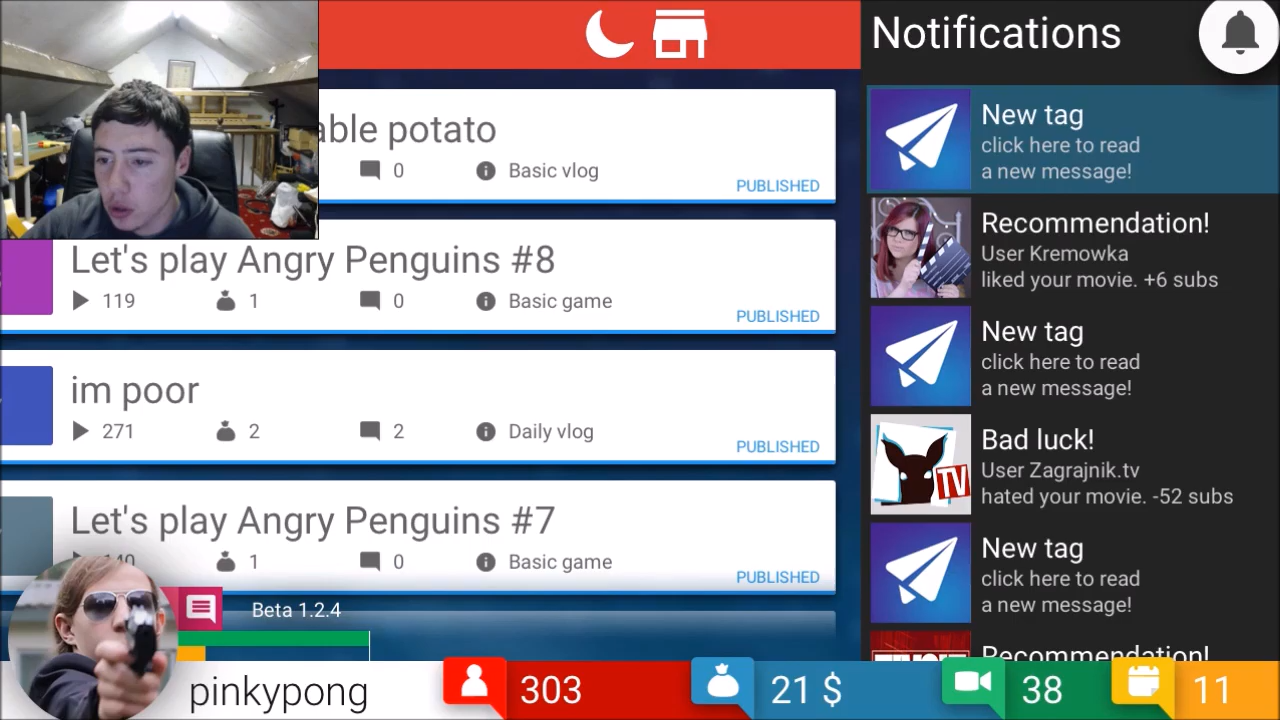 Notifications
able potato
0
Basic vlog
PUBLISHED
Let's play Angry Penguins #8
119
1
0
Basic game
PUBLISHED
im poor
271
2
2
Daily vlog
PUBLISHED
Let's play Angry Penguins #7
140
1
0
Basic game
PUBLISHED
New tag
click here to read
a new message!
Recommendation!
User Kremowka
liked your movie. +6 subs
New tag
click here to read
a new message!
TV
Bad luck!
User Zagrajnik.tv
hated your movie. -52 subs
New tag
click here to read
a new message!
Recommendation!
Beta 1.2.4
pinkypong
303
21 $
38
11